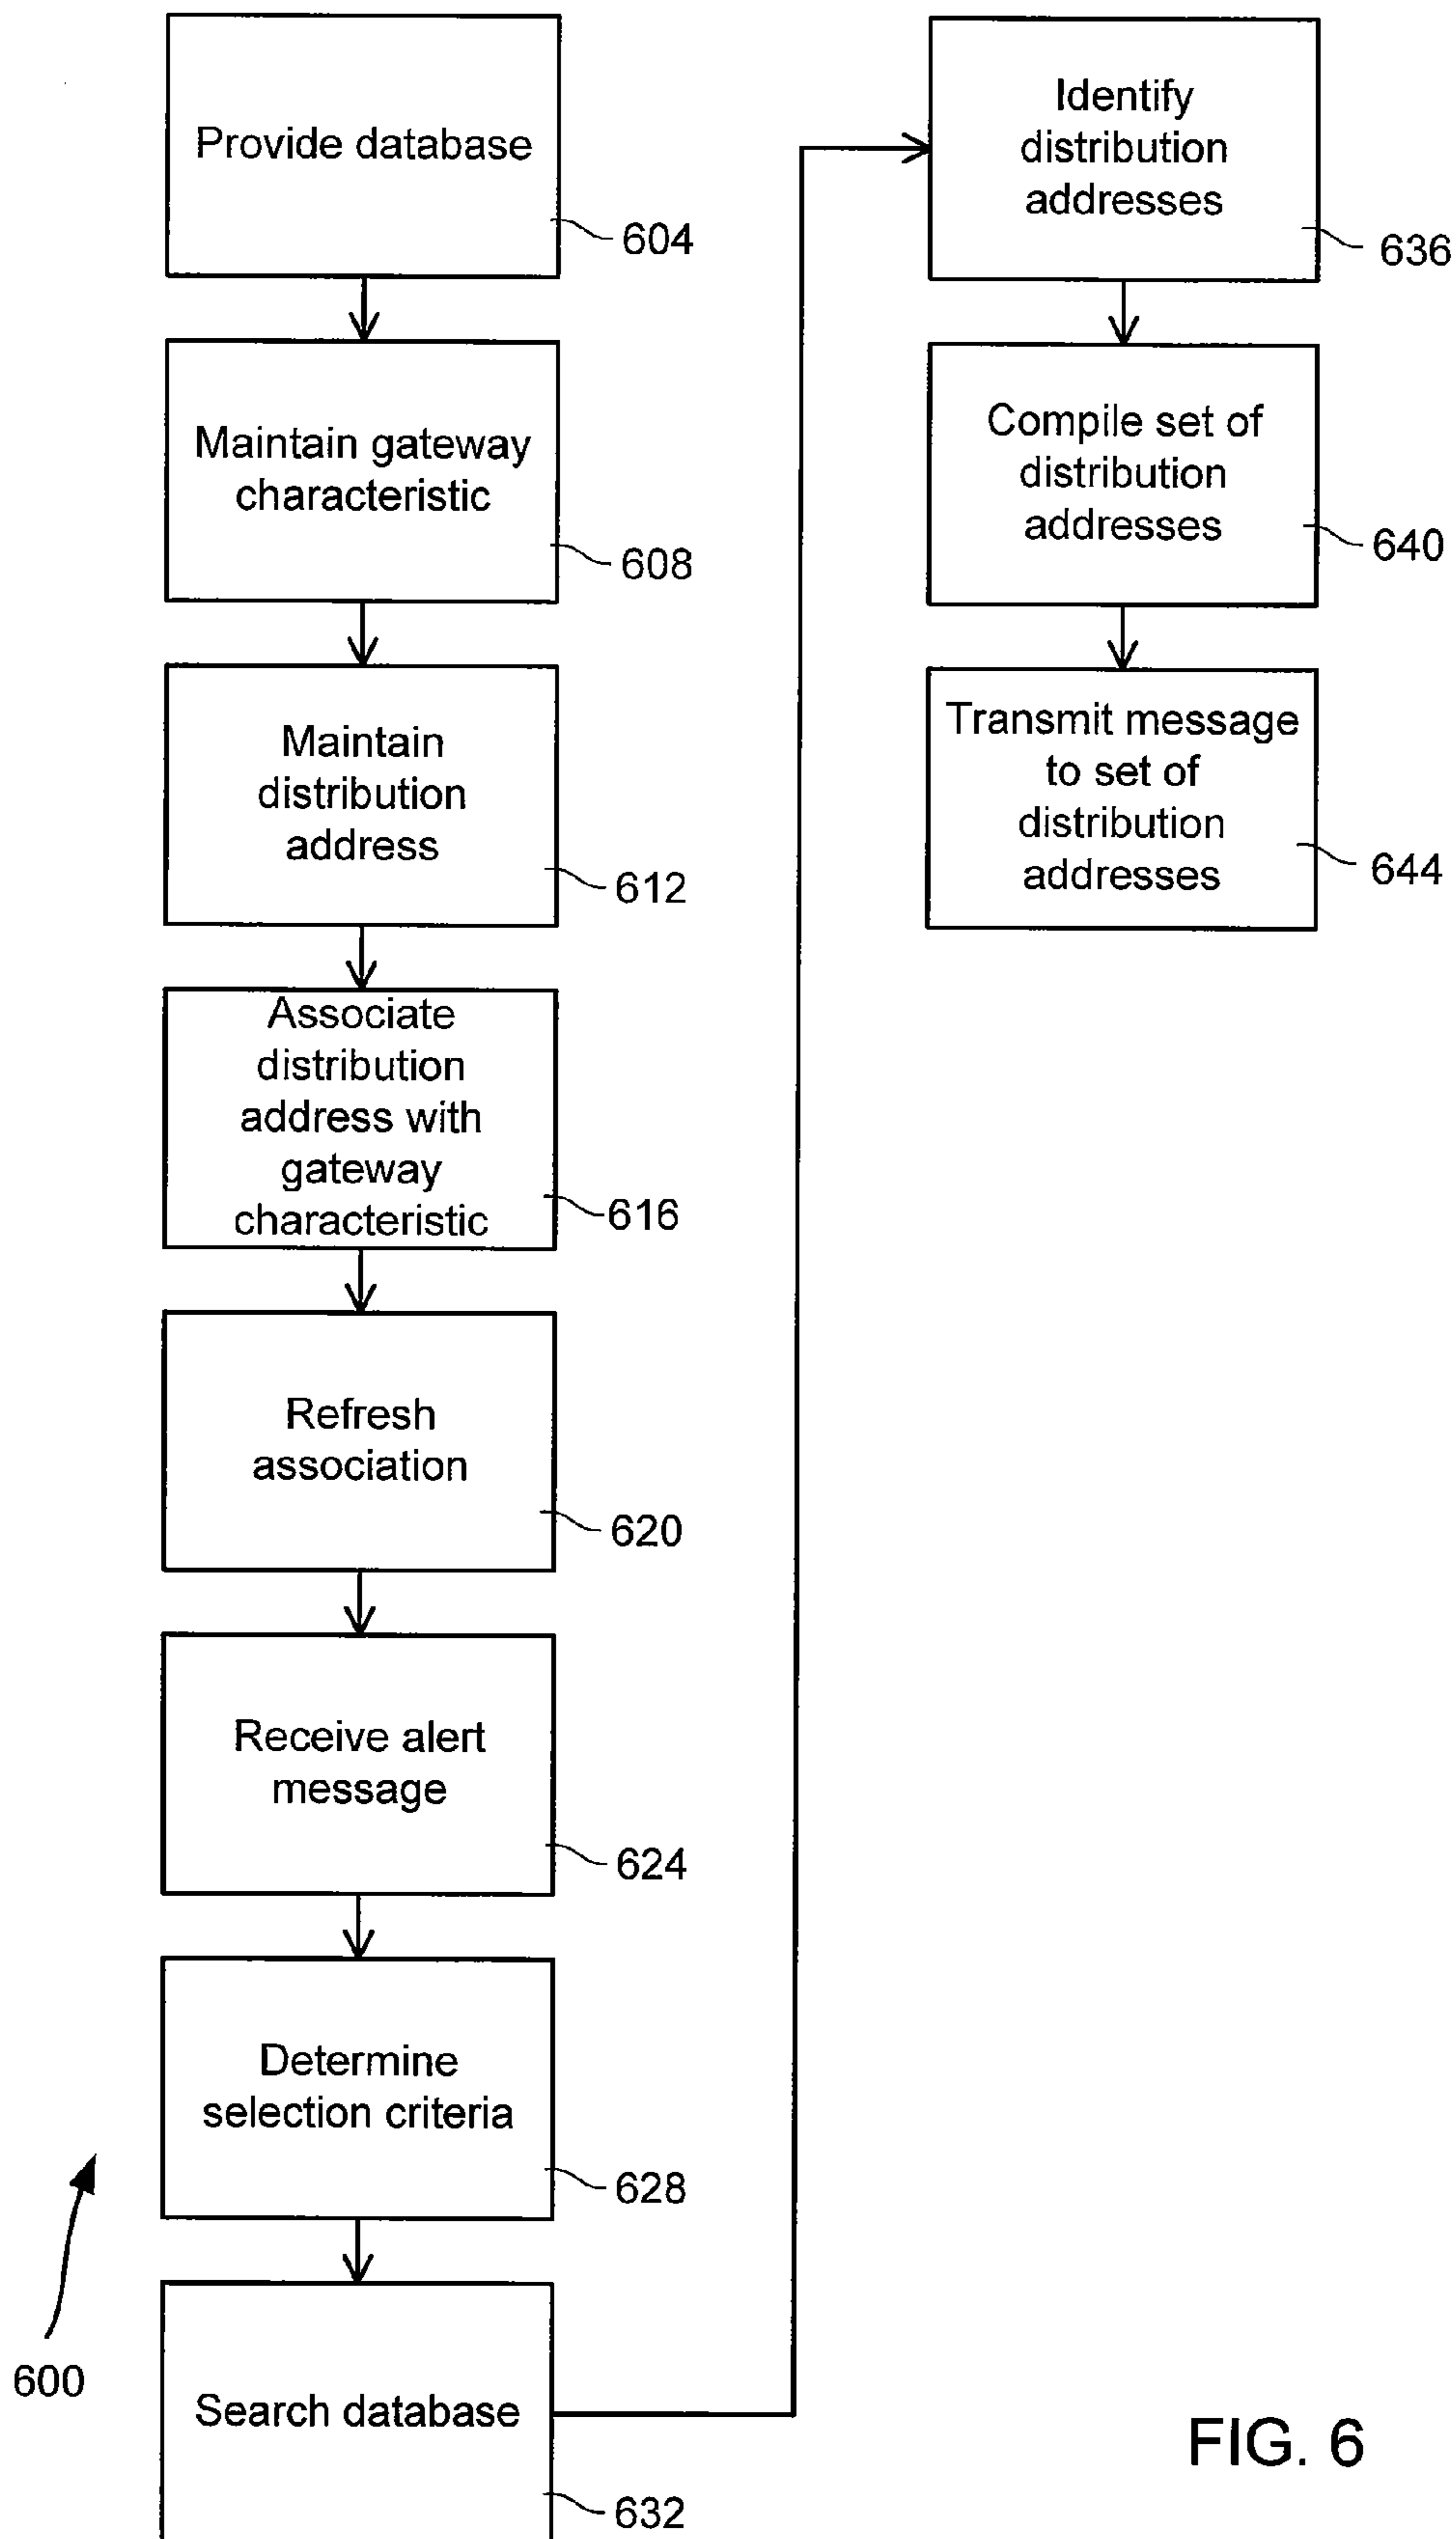 Provide database
604
Maintain gateway
characteristic
608
Maintain
distribution
address
612
Associate
distribution
address with
gateway
characteristic
616
Refresh
association
620
Receive alert
message
624
Determine
selection criteria
628
Search database
632
600
Identify
distribution
addresses
636
Compile set of
distribution
addresses
640
Transmit message
to set of
distribution
addresses
644
FIG. 6